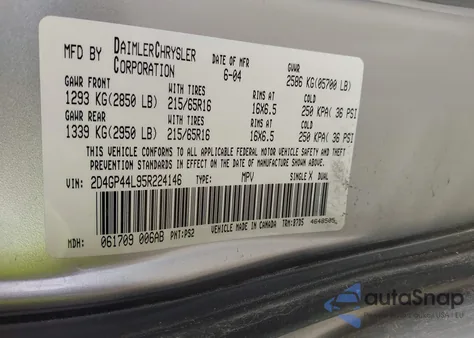 MFD BY DAIMLERCHRYSLER CORPORATION DATE OF MFR 6-04 GVWR 2586 KG(05700 LB)
GAWR FRONT WITH TIRES RIMS AT COLD
1293 KG(2850 LB) 215/65R16 16X6.5 250 KPA( 36 PSI
GAWR REAR WITH TIRES RIMS AT COLD
1339 KG(2950 LB) 215/65R16 16X6.5 250 KPA( 36 PSI
THIS VEHICLE CONFORMS TO ALL APPLICABLE FEDERAL MOTOR VEHICLE SAFETY AND THEFT
PREVENTION STANDARDS IN EFFECT ON THE DATE OF MANUFACTURE SHOWN ABOVE.
VIN: 2D4GP44L95R224146 TYPE: MPV SINGLE X DUAL
MDH: 061709 006AB PNT:PS2 VEHICLE MADE IN CANADA TRM:D7D5
autoSnap